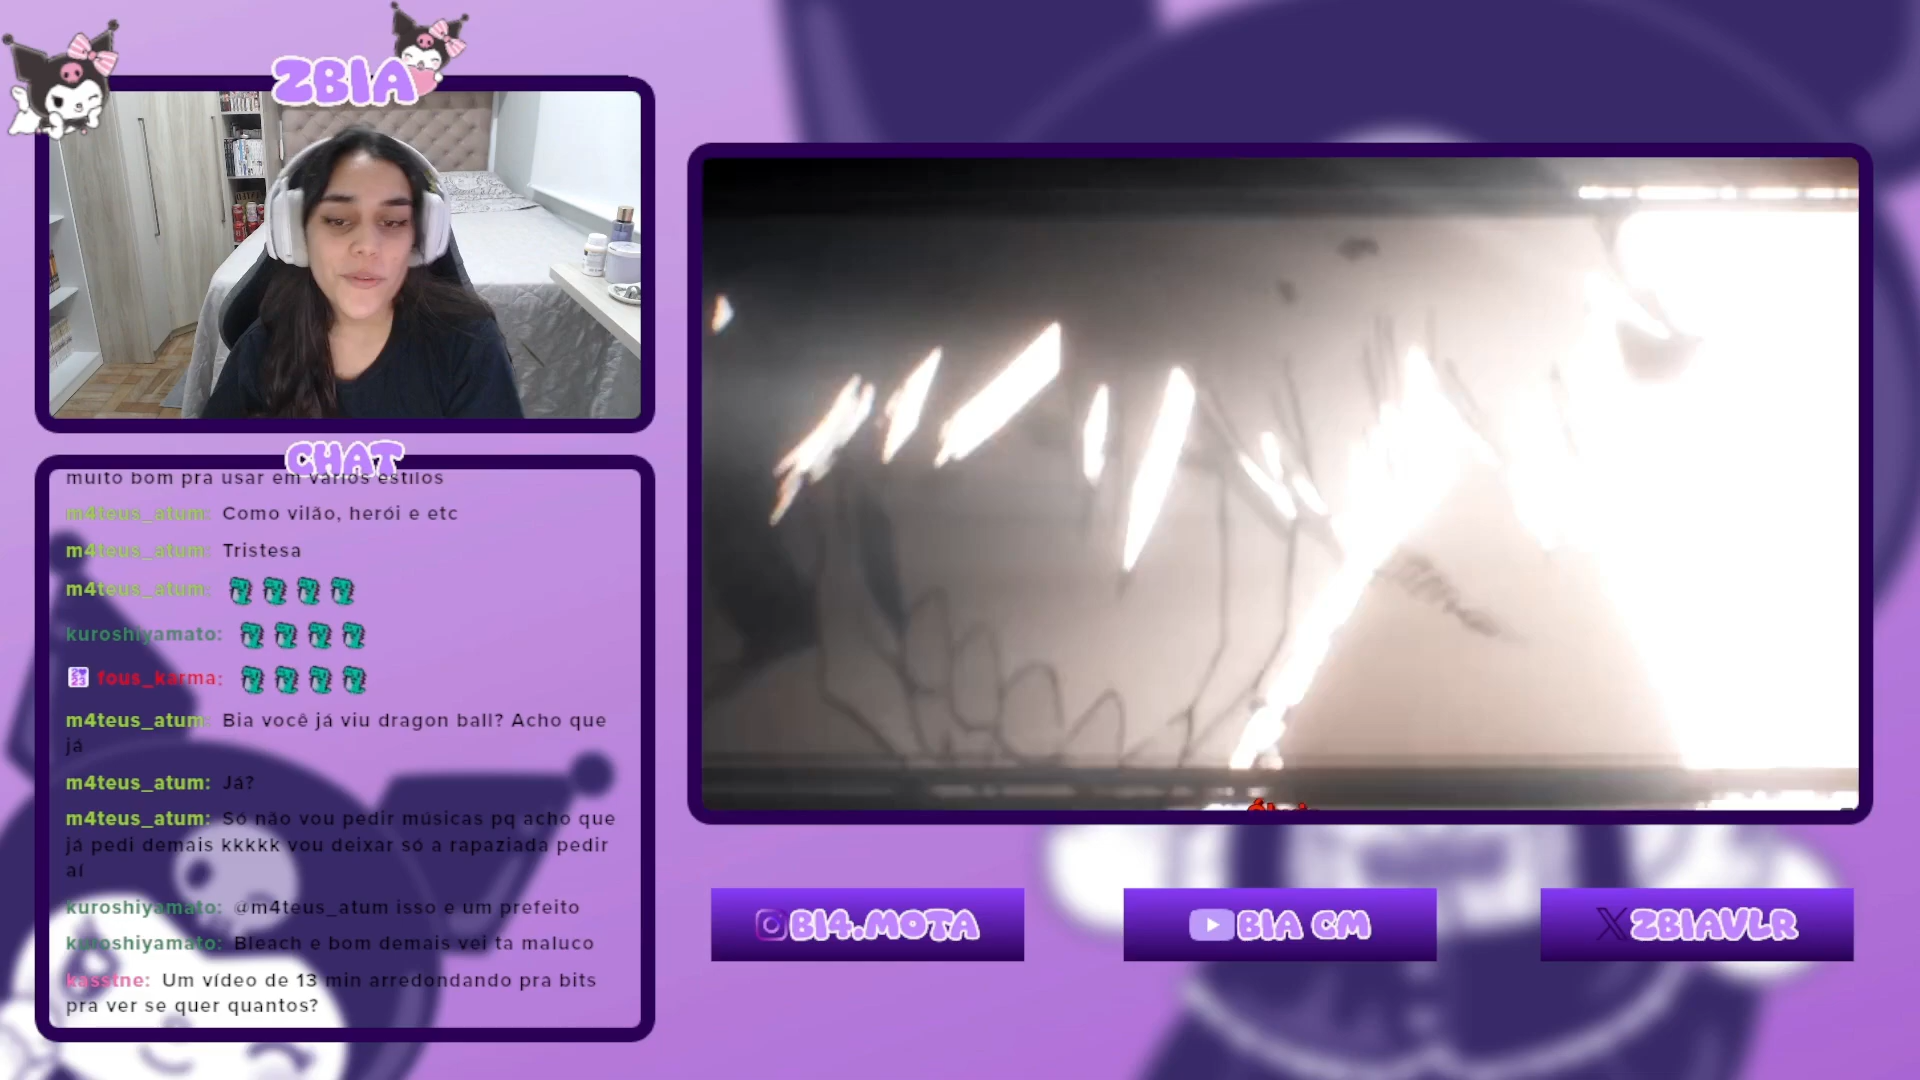 ZBIA
CHAT
muito bom pra usar em vários estilos
m4teus_atum: Como vilão, herói e etc
m4teus_atum: Tristesa
m4teus_atum:
kuroshiyamato:
fous_karma:
m4teus_atum: Bia você já viu dragon ball? Acho que
já
m4teus_atum: Já?
m4teus_atum: Só não vou pedir músicas pq acho que
já pedi demais kkkkk vou deixar só a rapaziada pedir
aí
kuroshiyamato: @m4teus_atum isso e um prefeito
kuroshiyamato: Bleach e bom demais vei ta maluco
kasstne: Um vídeo de 13 min arredondando pra bits
pra ver se quer quantos?
BI4.MOTA
BIA CM
ZBIAVLR